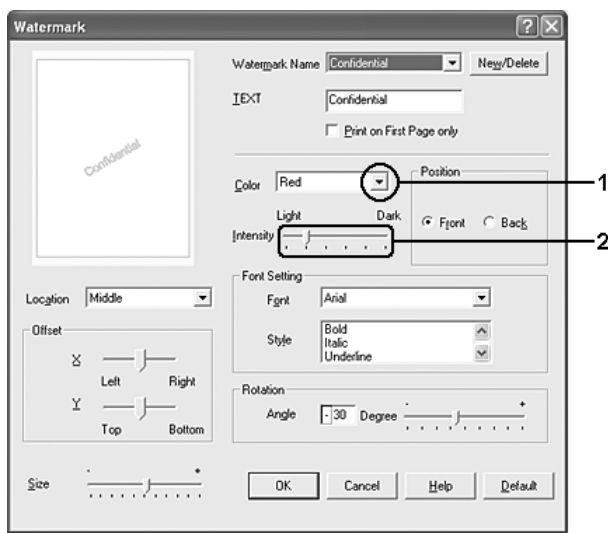 Watermark
Watermark Name Confidential New/Delete
TEXT Confidential
Print on First Page only
Confidential
Color Red
1
Position
Front Back
Light Dark
Intensity
2
Location Middle
Font Setting
Font Arial
Style Bold
Italic
Underline
Offset
X
Left Right
Y
Top Bottom
Rotation
Angle -30 Degree - +
Size - +
OK Cancel Help Default